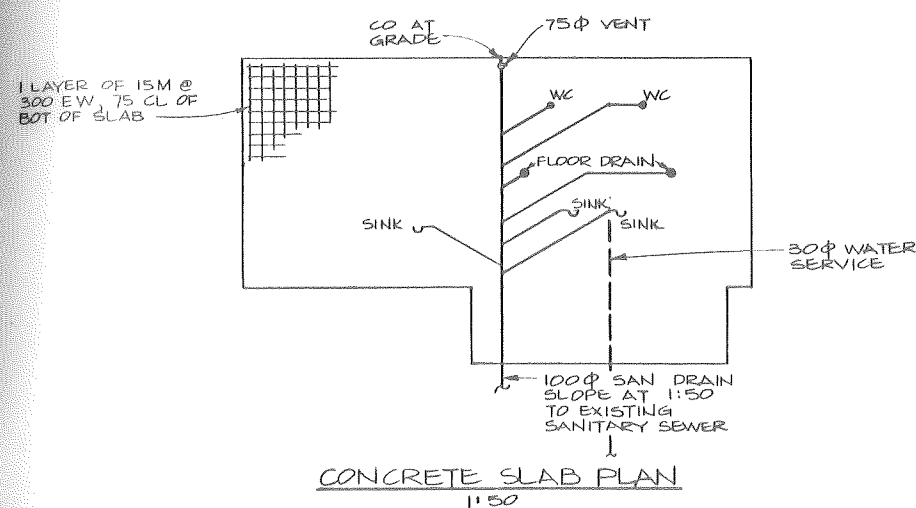 CO AT
GRADE
75Φ VENT
1 LAYER OF 15M @
300 EW, 75 CL OF
BOT OF SLAB
WC
WC
FLOOR DRAIN
SINK
SINK
SINK
30Φ WATER
SERVICE
100Φ SAN DRAIN
SLOPE AT 1:50
TO EXISTING
SANITARY SEWER
CONCRETE SLAB PLAN
1:50